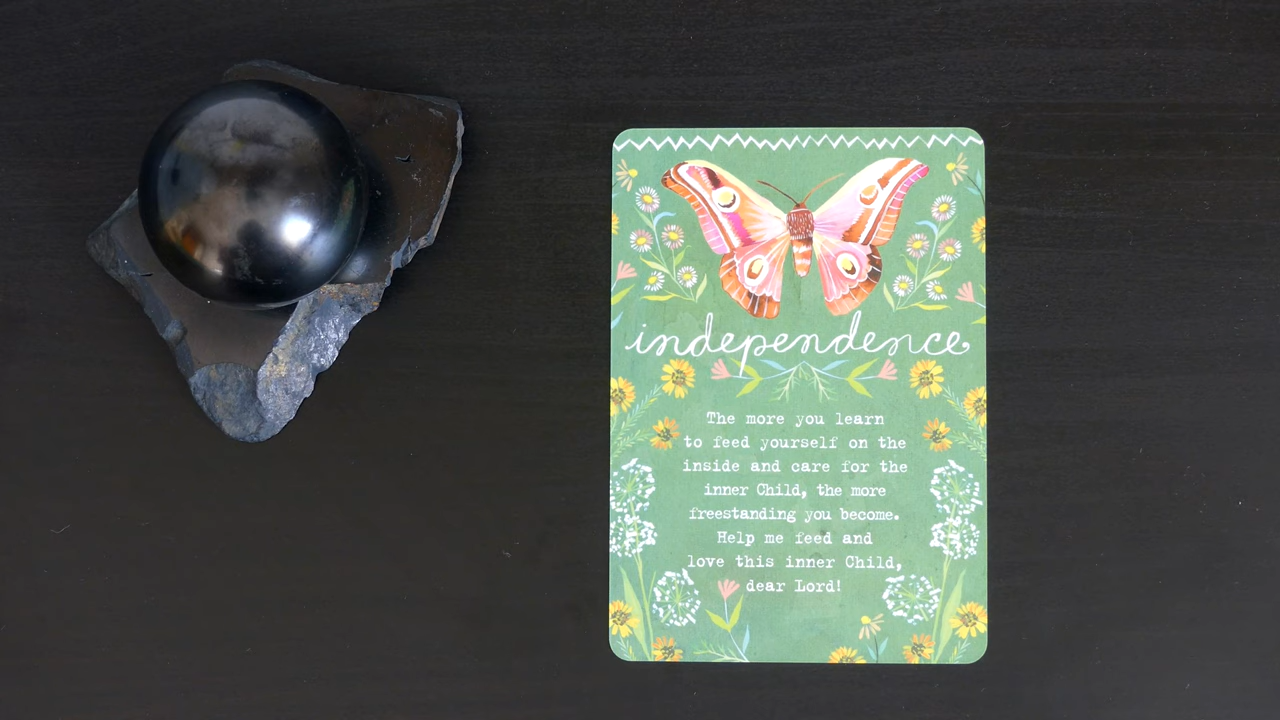 independence
The more you learn
to feed yourself on the
inside and care for the
inner Child, the more
freestanding you become.
Help me feed and
love this inner Child,
dear Lord!